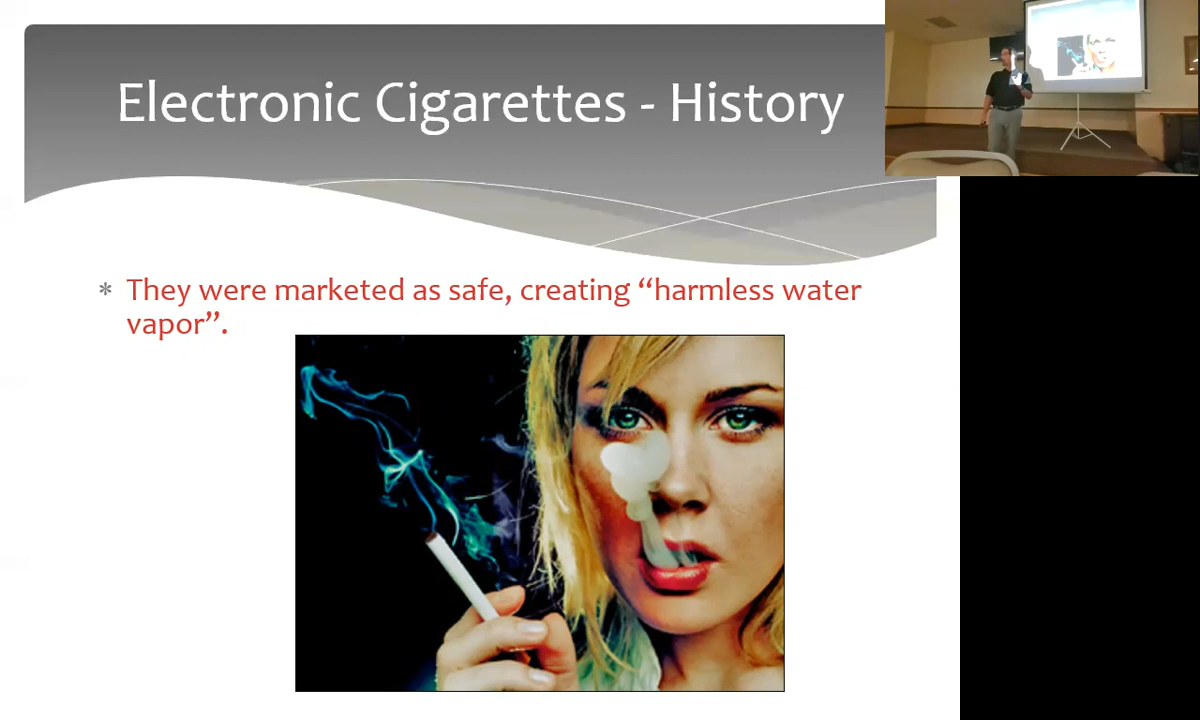 Electronic Cigarettes - History
* They were marketed as safe, creating “harmless water
vapor”.